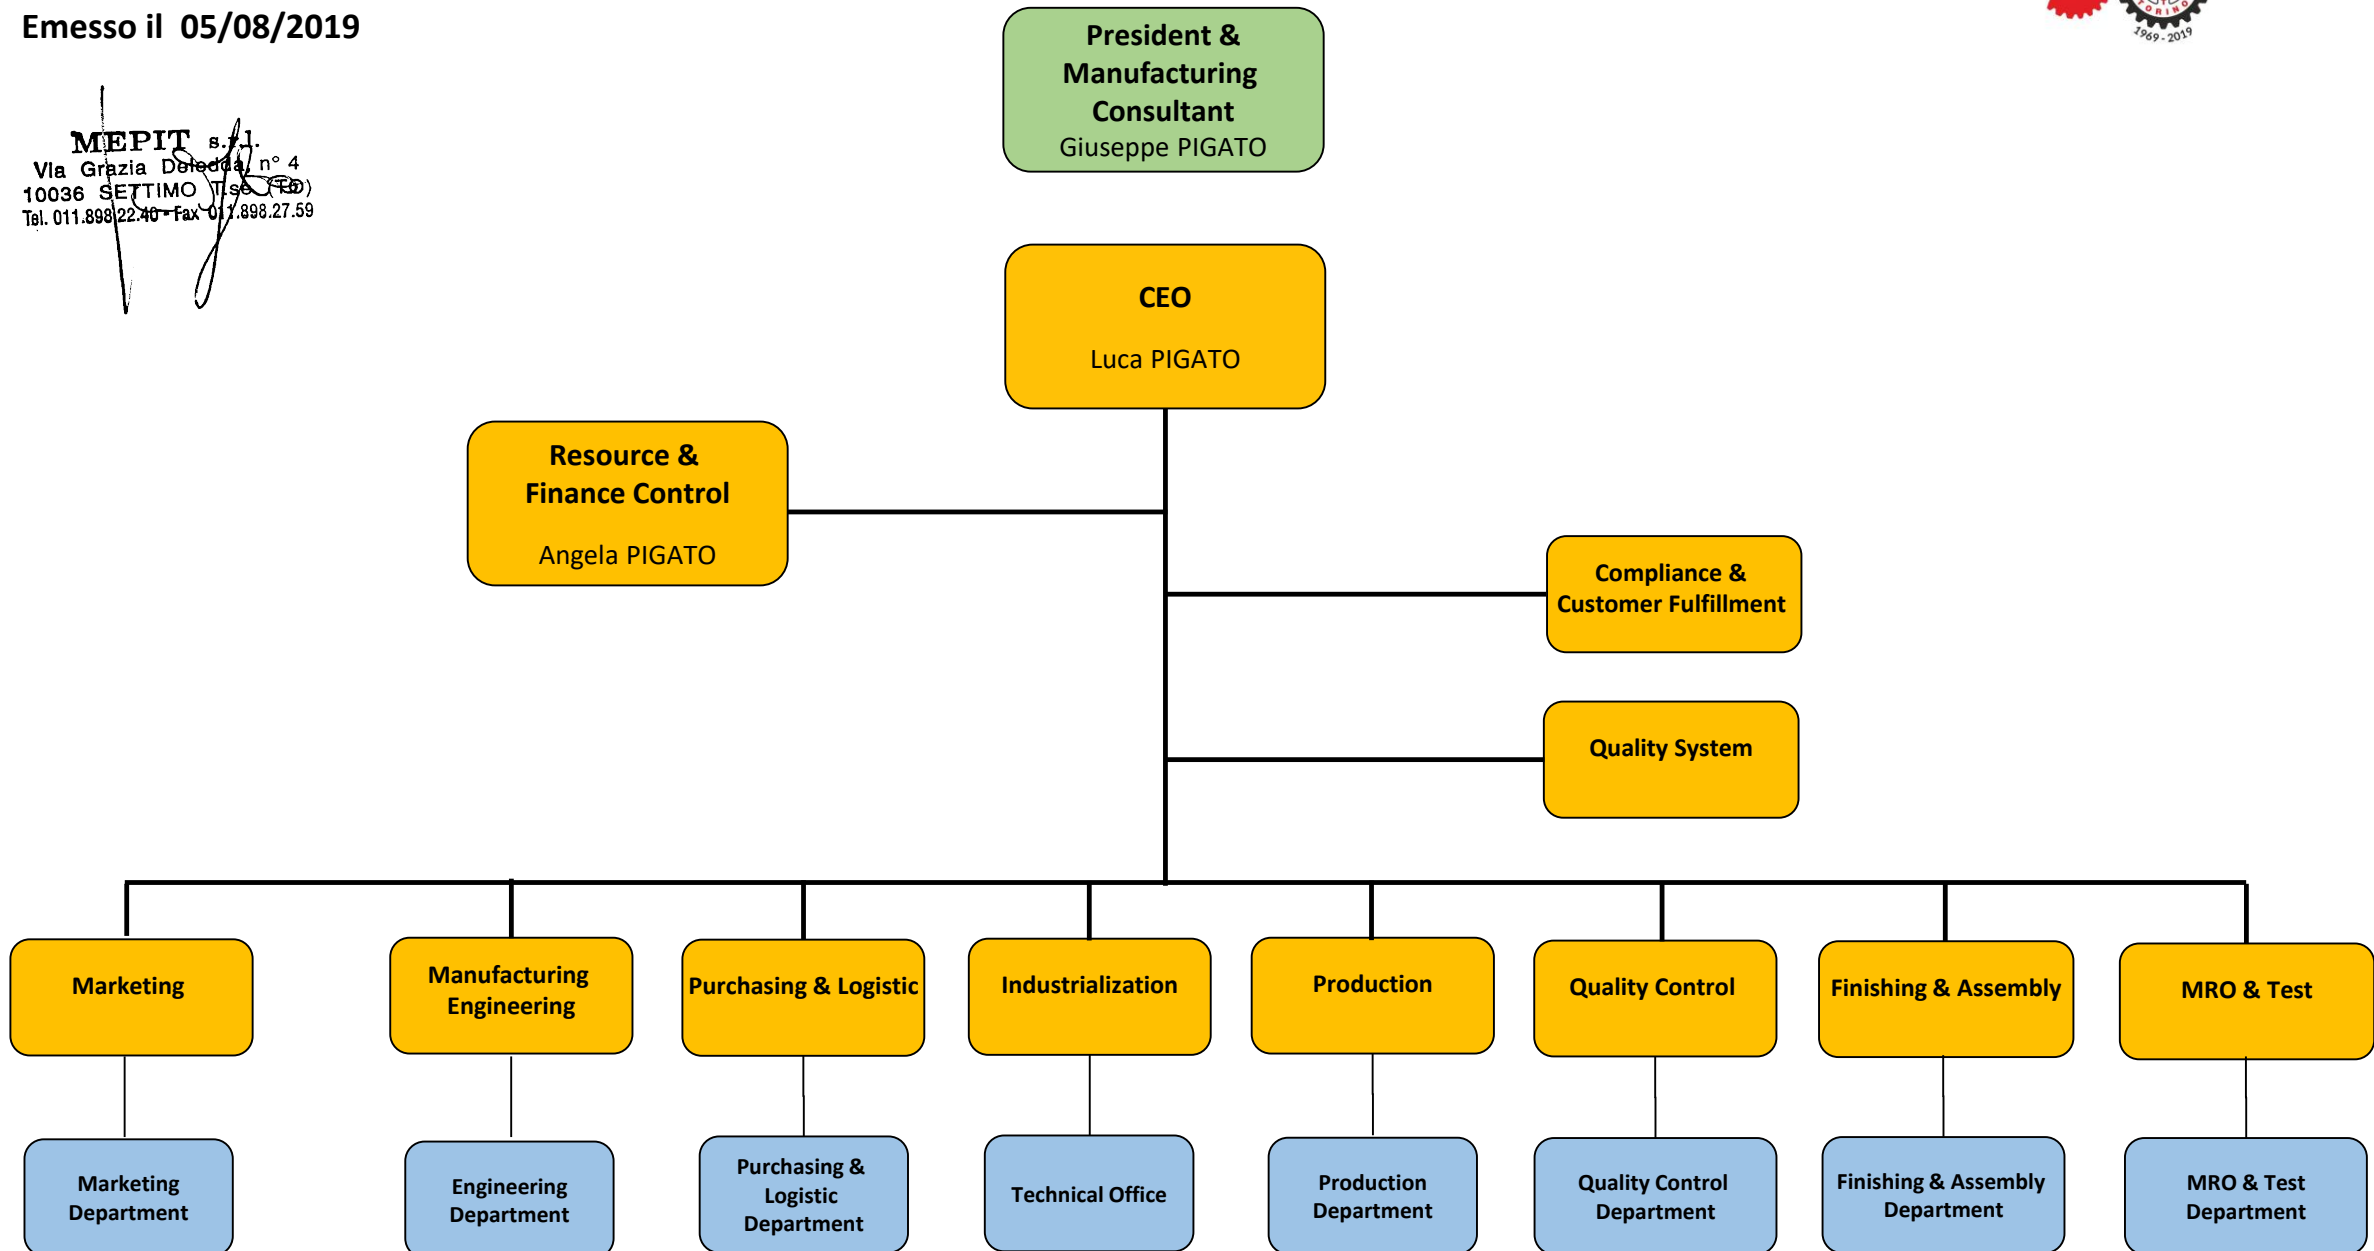 Emesso il  05/08/2019
TORINO
1969 - 2019
President &
Manufacturing
Consultant
Giuseppe PIGATO
MEPIT s.r.l.
Via Grazia Deledda, n° 4
10036 SETTIMO T.se (TO)
Tel. 011.898.22.40 - Fax 011.898.27.59
CEO
Luca PIGATO
Resource &
Finance Control
Angela PIGATO
Compliance &
Customer Fulfillment
Quality System
Marketing
Manufacturing
Engineering
Purchasing & Logistic
Industrialization
Production
Quality Control
Finishing & Assembly
MRO & Test
Marketing
Department
Engineering
Department
Purchasing &
Logistic
Department
Technical Office
Production
Department
Quality Control
Department
Finishing & Assembly
Department
MRO & Test
Department